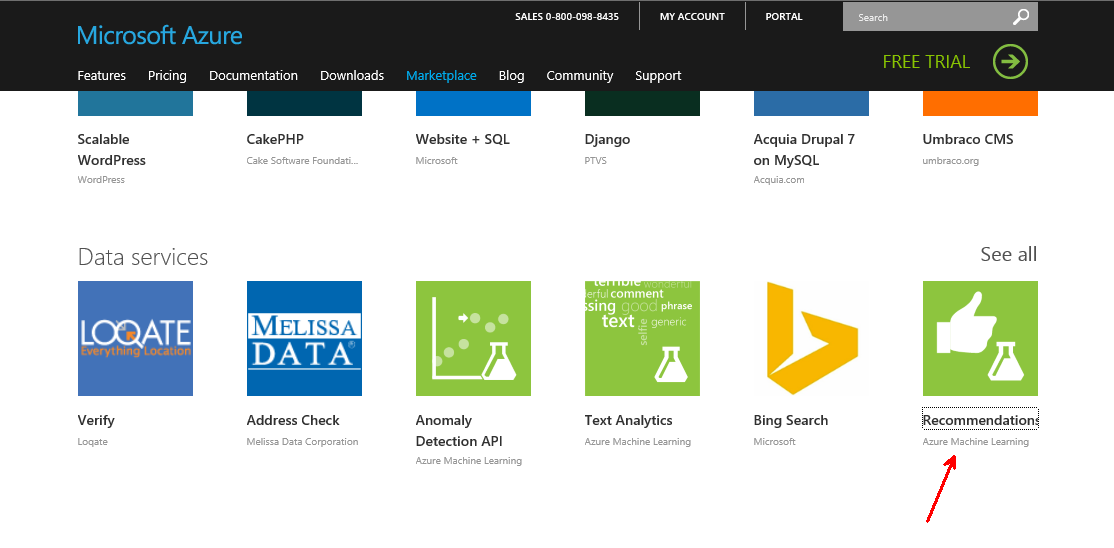 SALES 0-800-098-8435
MY ACCOUNT
PORTAL
Search
Microsoft Azure
FREE TRIAL
Features
Pricing
Documentation
Downloads
Marketplace
Blog
Community
Support
Scalable
WordPress
WordPress
CakePHP
Cake Software Foundati...
Website + SQL
Microsoft
Django
PTVS
Acquia Drupal 7
on MySQL
Acquia.com
Umbraco CMS
umbraco.org
Data services
See all
LOQATE
Everything Location
MELISSA
DATA®
terrible
wonderful
comment
good
phrase
text
generic
selfie
Verify
Loqate
Address Check
Melissa Data Corporation
Anomaly
Detection API
Azure Machine Learning
Text Analytics
Azure Machine Learning
Bing Search
Microsoft
Recommendations
Azure Machine Learning